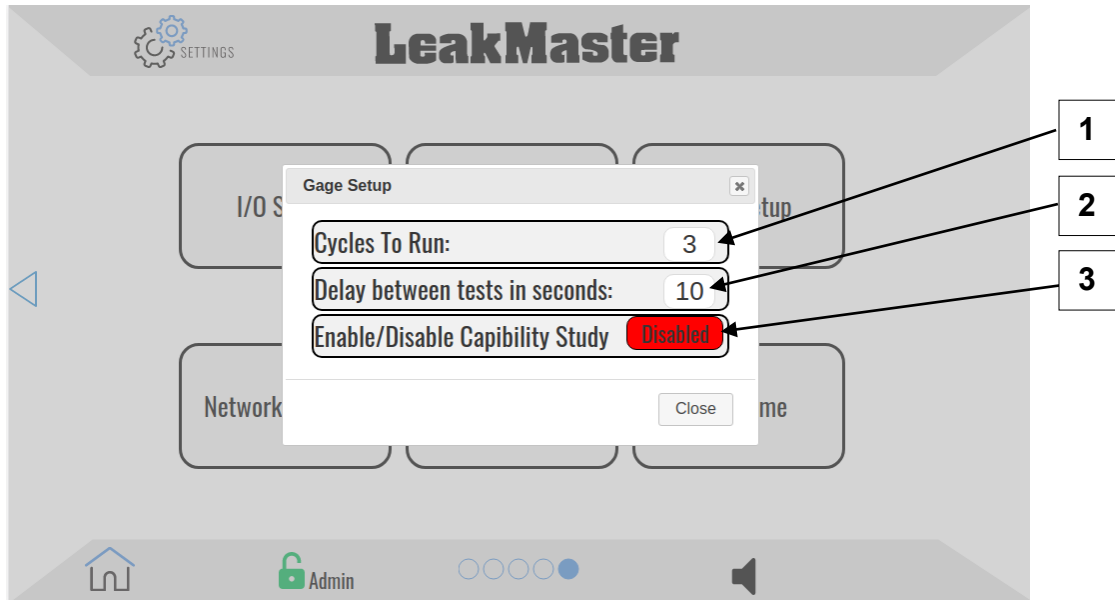 SETTINGS
LeakMaster
I/O S
tup
Gage Setup
Cycles To Run: 3
Delay between tests in seconds: 10
Enable/Disable Capibility Study Disabled
Close
Network
me
Admin
1
2
3